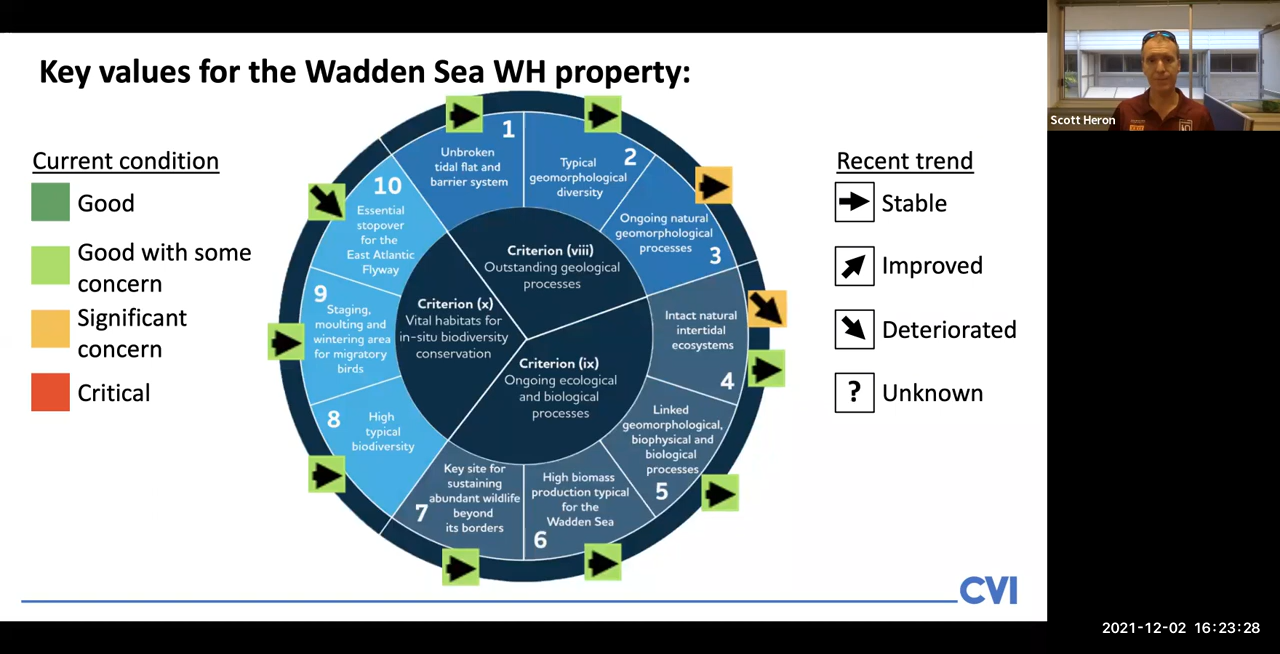 Key values for the Wadden Sea WH property:
Scott Heron
Current condition
Good
Good with some
concern
Significant
concern
Critical
1
Unbroken
tidal flat and
barrier system
2
Typical
geomorphological
diversity
Ongoing natural
geomorphological
processes
3
Intact natural
intertidal
ecosystems
4
Linked
geomorphological,
biophysical and
biological
processes
5
High biomass
production typical
for the
Wadden Sea
6
Key site for
sustaining
abundant wildlife
beyond
its borders
7
8
High
typical
biodiversity
9
Staging,
moulting and
wintering area
for migratory
birds
10
Essential
stopover
for the
East Atlantic
Flyway
Criterion (viii)
Outstanding geological
processes
Criterion (x)
Vital habitats for
in-situ biodiversity
conservation
Criterion (ix)
Ongoing ecological
and biological
processes
Recent trend
Stable
Improved
Deteriorated
?
Unknown
CVI
2021-12-02 16:23:28